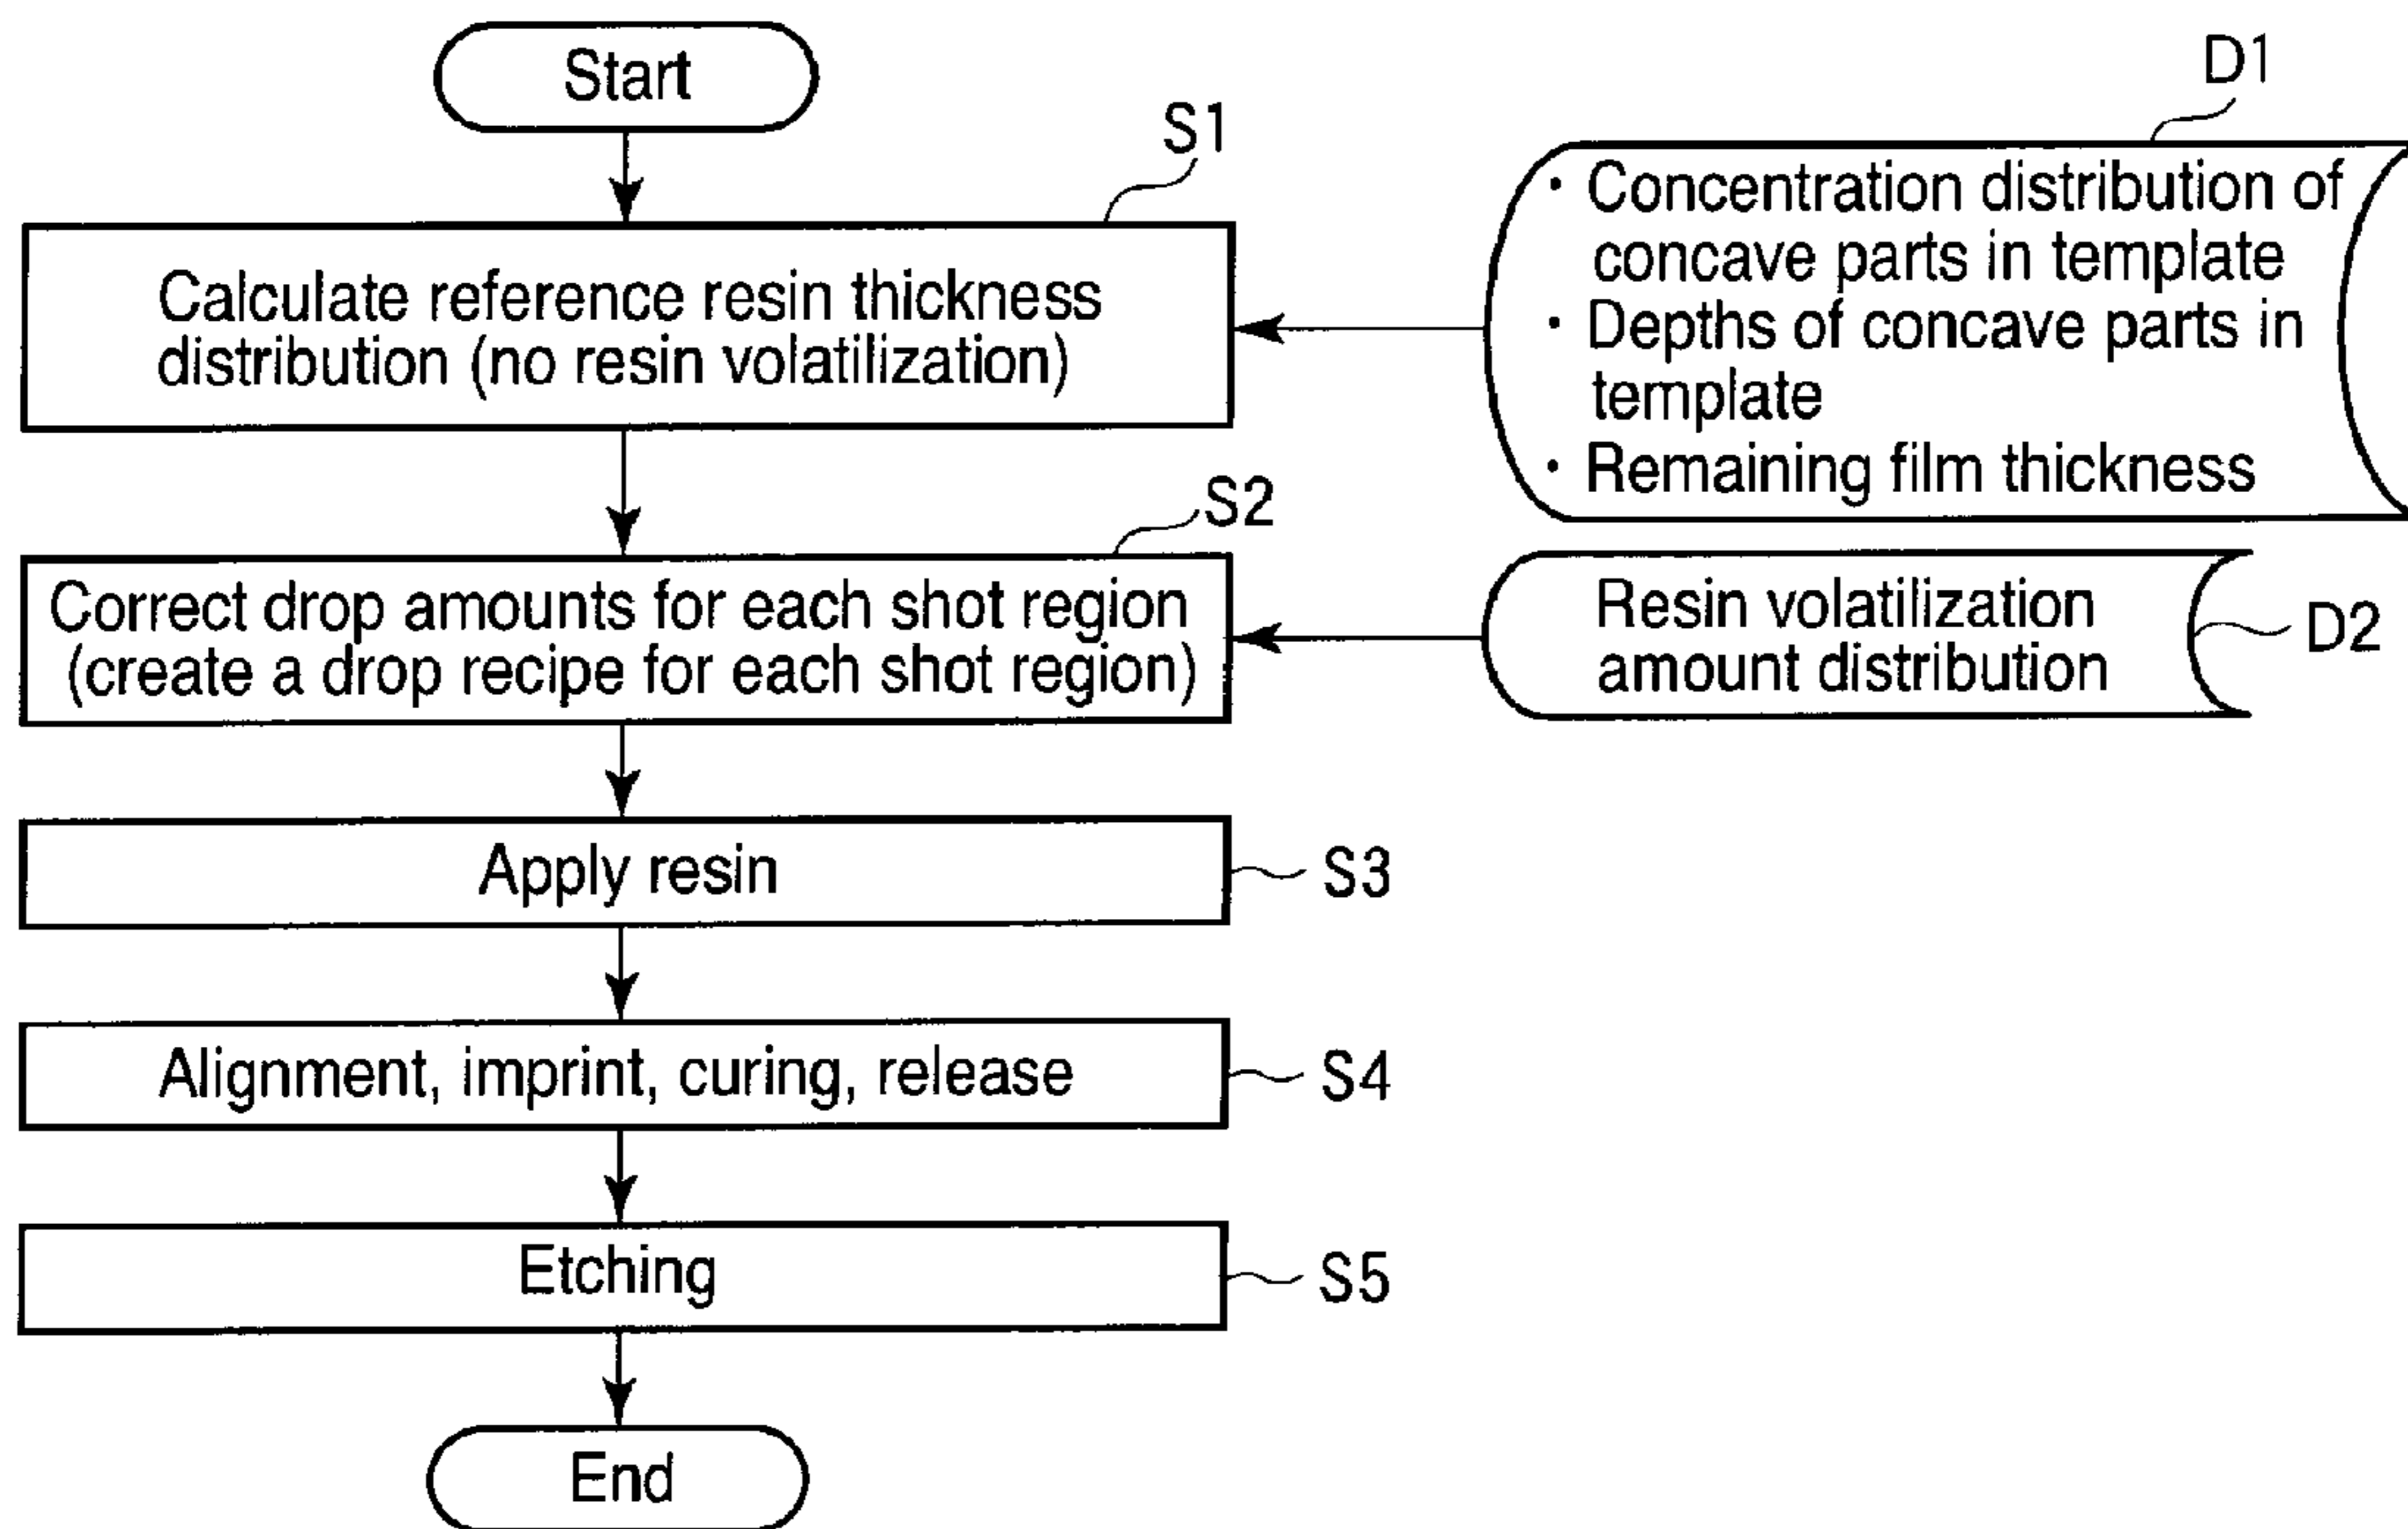 Start
S1
Calculate reference resin thickness
distribution (no resin volatilization)
D1
· Concentration distribution of
concave parts in template
· Depths of concave parts in
template
· Remaining film thickness
S2
Correct drop amounts for each shot region
(create a drop recipe for each shot region)
Resin volatilization
amount distribution
D2
Apply resin
S3
Alignment, imprint, curing, release
S4
Etching
S5
End